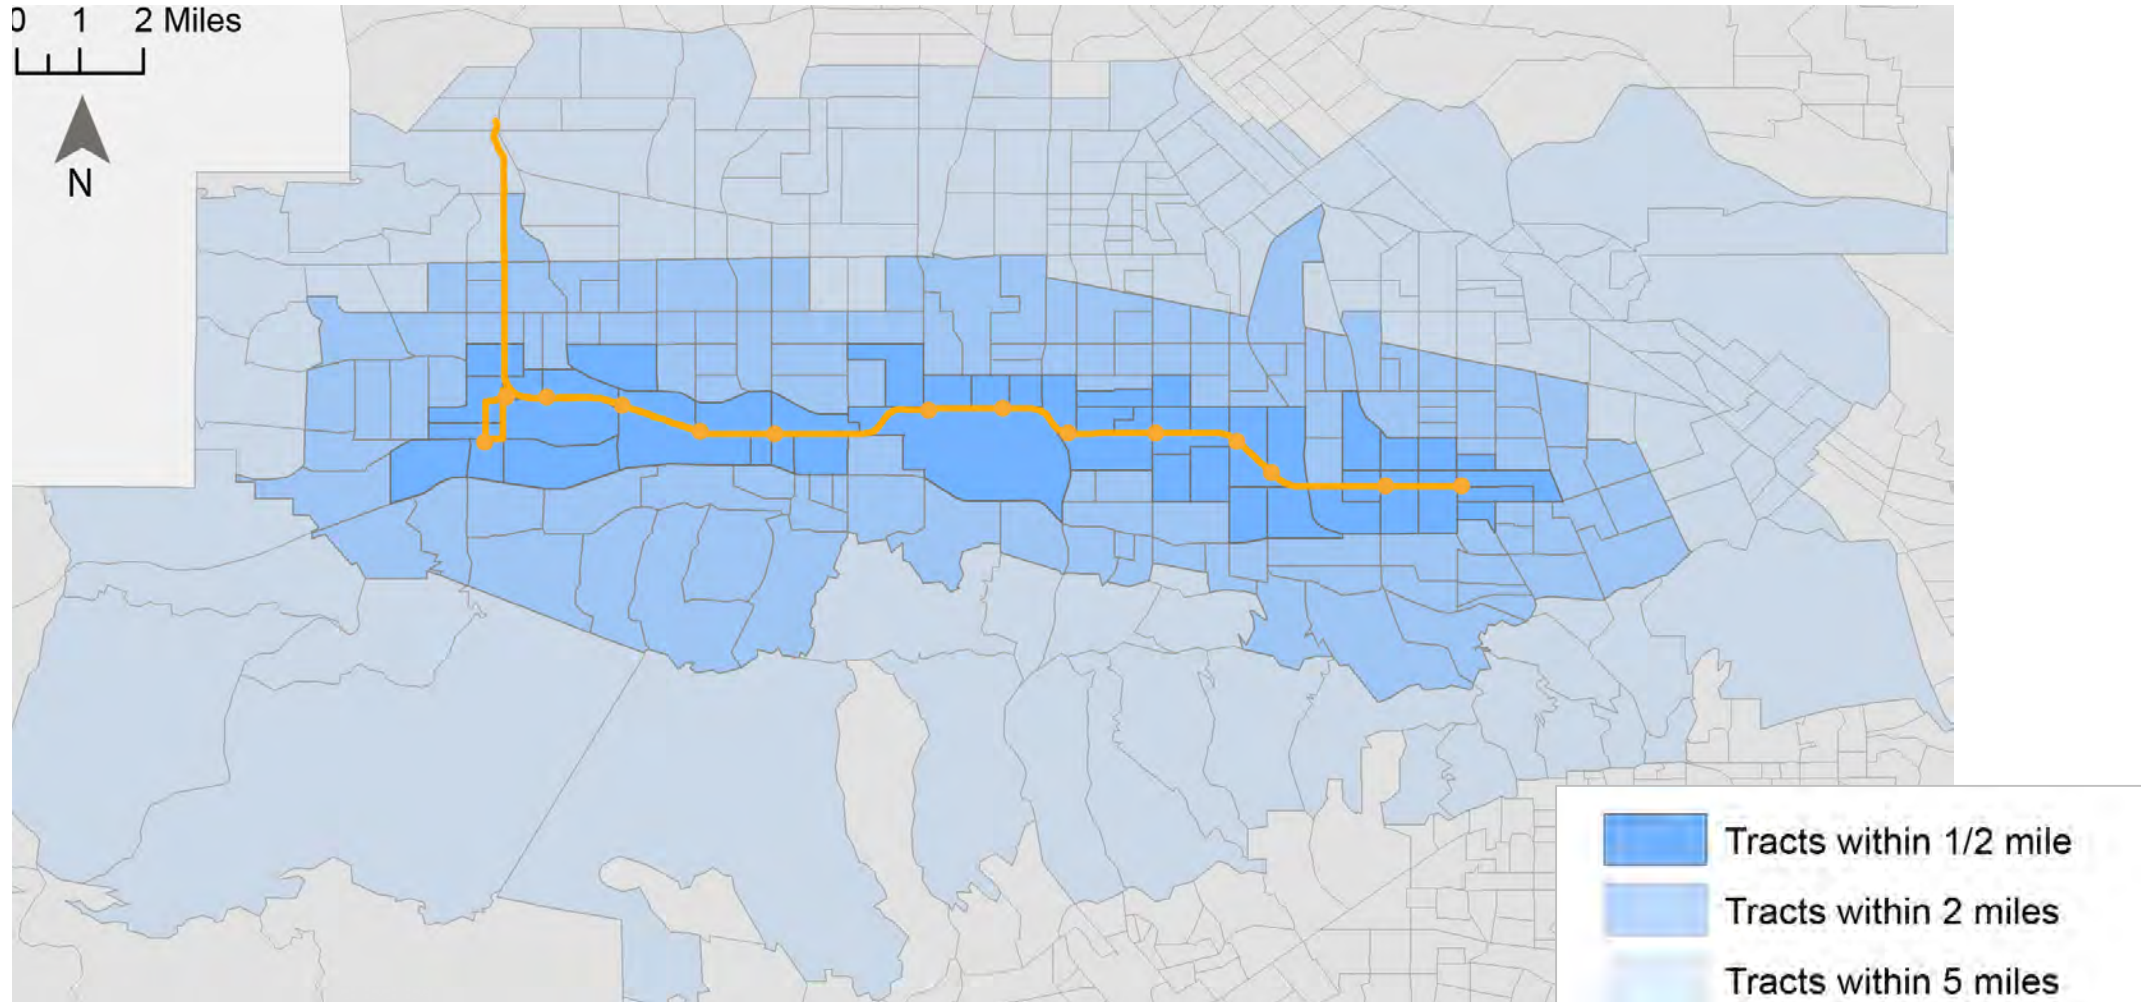 0 1 2 Miles
N
Tracts within 1/2 mile
Tracts within 2 miles
Tracts within 5 miles